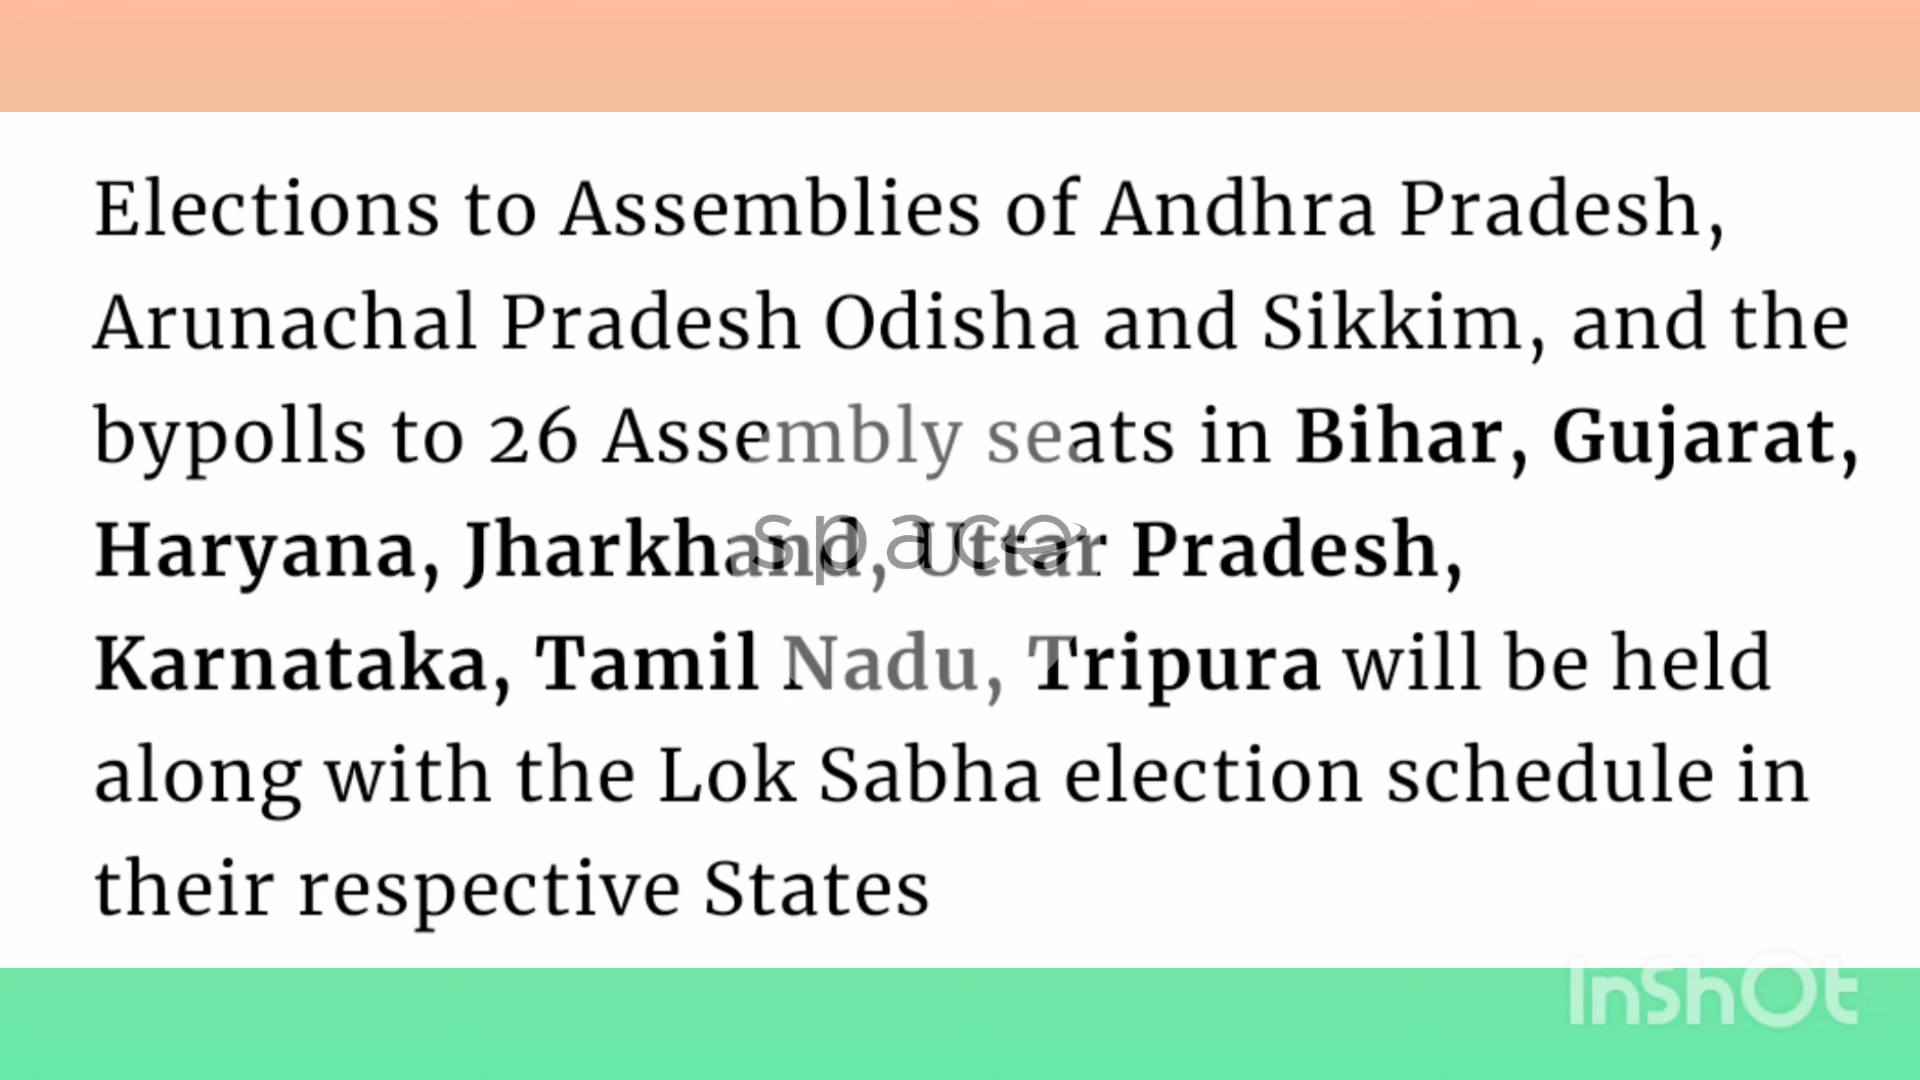 Elections to Assemblies of Andhra Pradesh,
Arunachal Pradesh Odisha and Sikkim, and the
bypolls to 26 Assembly seats in Bihar, Gujarat,
Haryana, Jharkhand, Uttar Pradesh,
space
Karnataka, Tamil Nadu, Tripura will be held
along with the Lok Sabha election schedule in
their respective States
InShOt